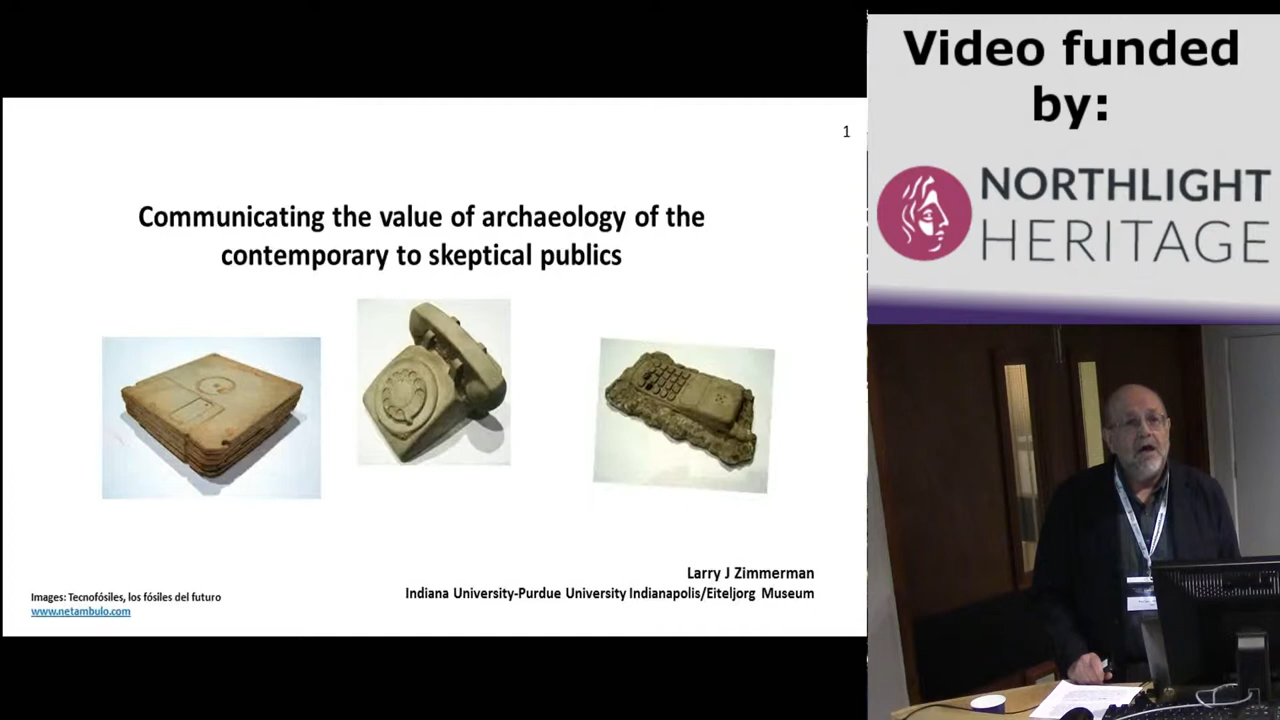 1
Communicating the value of archaeology of the
contemporary to skeptical publics
Larry J Zimmerman
Indiana University-Purdue University Indianapolis/Eiteljorg Museum
Images: Tecnofósiles, los fósiles del futuro
www.netambulo.com
Video funded
by:
NORTHLIGHT
HERITAGE